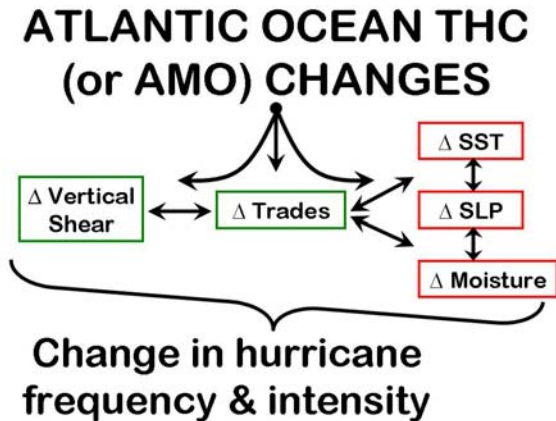 ATLANTIC OCEAN THC
(or AMO) CHANGES
Δ SST
Δ Vertical
Shear
Δ Trades
Δ SLP
Δ Moisture
Change in hurricane
frequency & intensity